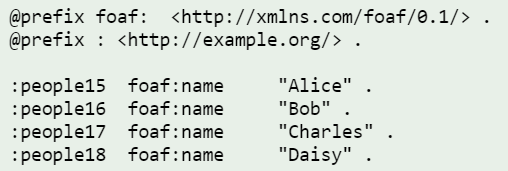 @prefix foaf:  <http://xmlns.com/foaf/0.1/> .
@prefix : <http://example.org/> .

:people15  foaf:name     "Alice" .
:people16  foaf:name     "Bob" .
:people17  foaf:name     "Charles" .
:people18  foaf:name     "Daisy" .